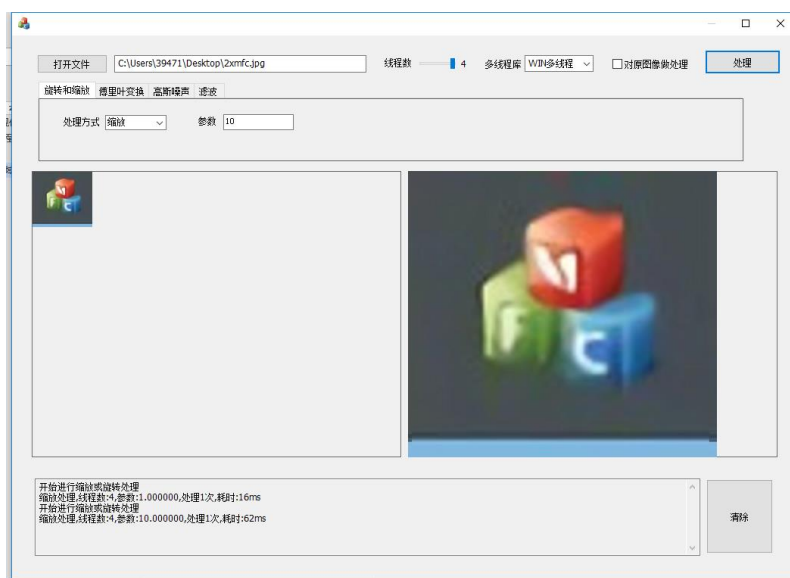 打开文件 C:\Users\39471\Desktop\2xmfc.jpg 线程数 4 多线程库 WIN多线程 对原图像做处理 处理
旋转和缩放 傅里叶变换 高斯噪声 滤波
处理方式 缩放 参数 10
M
F C
M
F C
开始进行缩放或旋转处理
缩放处理,线程数:4,参数:1.000000,处理1次,耗时:16ms
开始进行缩放或旋转处理
缩放处理,线程数:4,参数:10.000000,处理1次,耗时:62ms
清除